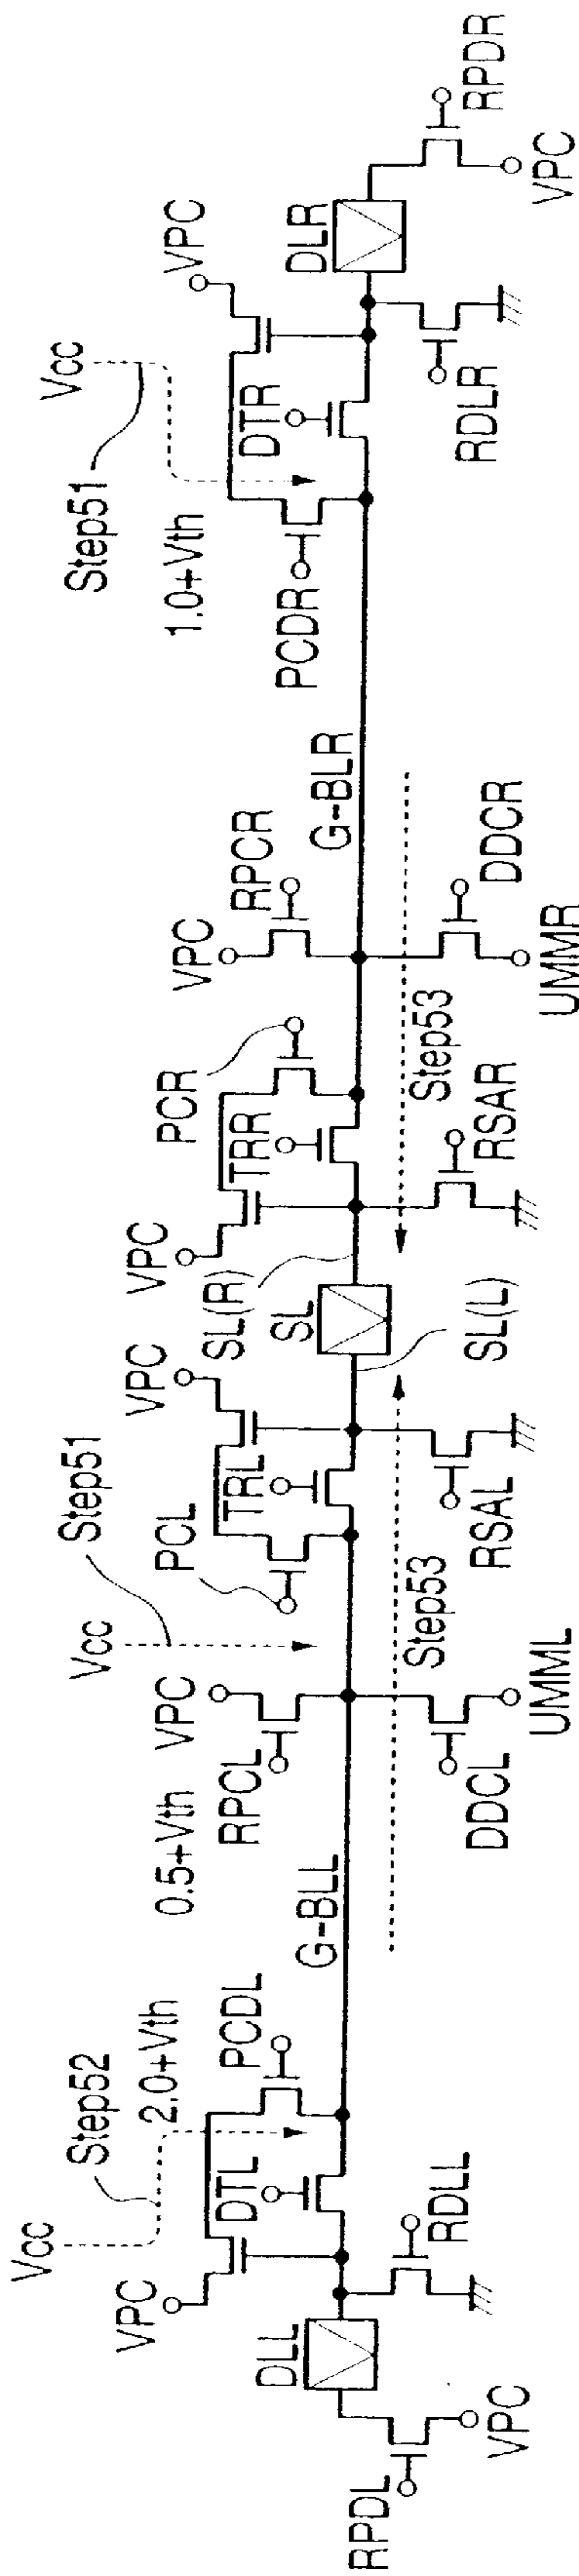 Vcc
Step52
2.0+Vth
VPC
DTL
PCDL
DLL
RDLL
RPDL
VPC
G-BLL
Vcc
Step51
0.5+Vth
VPC
RPCL
DDCL
UMML
Step53
PCL
TRL
VPC
RSAL
SL(L)
SL
SL(R)
VPC
TRR
PCR
RSAR
Step53
VPC
RPCR
DDCR
UMMR
G-BLR
Vcc
Step51
1.0+Vth
PCDR
DTR
VPC
RDLR
DLR
RPDR
VPC